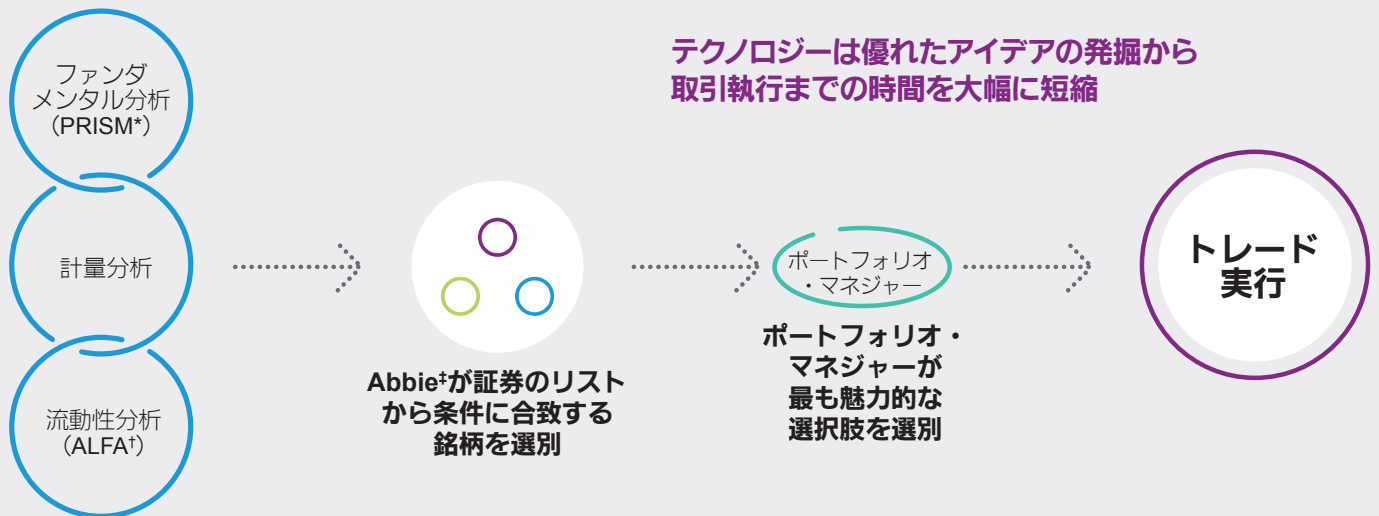 テクノロジーは優れたアイデアの発掘から
取引執行までの時間を大幅に短縮
ファンダ
メンタル分析
（PRISM*）
計量分析
流動性分析
（ALFA†）
Abbie‡が証券のリスト
から条件に合致する
銘柄を選別
ポートフォリオ
・マネジャー
ポートフォリオ・
マネジャーが
最も魅力的な
選択肢を選別
トレード
実行